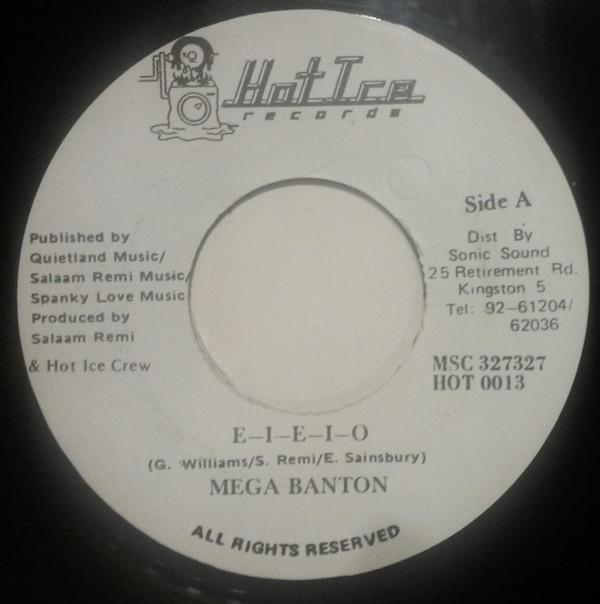 Hot Ice
records
Side A
Published by
Quietland Music/
Salaam Remi Music/
Spanky Love Music
Produced by
Salaam Remi
& Hot Ice Crew
Dist By
Sonic Sound
25 Retirement Rd.
Kingston 5
Tel: 92-61204/
62036
MSC 327327
HOT 0013
E-I-E-I-O
(G. Williams/S. Remi/E. Sainsbury)
MEGA BANTON
ALL RIGHTS RESERVED